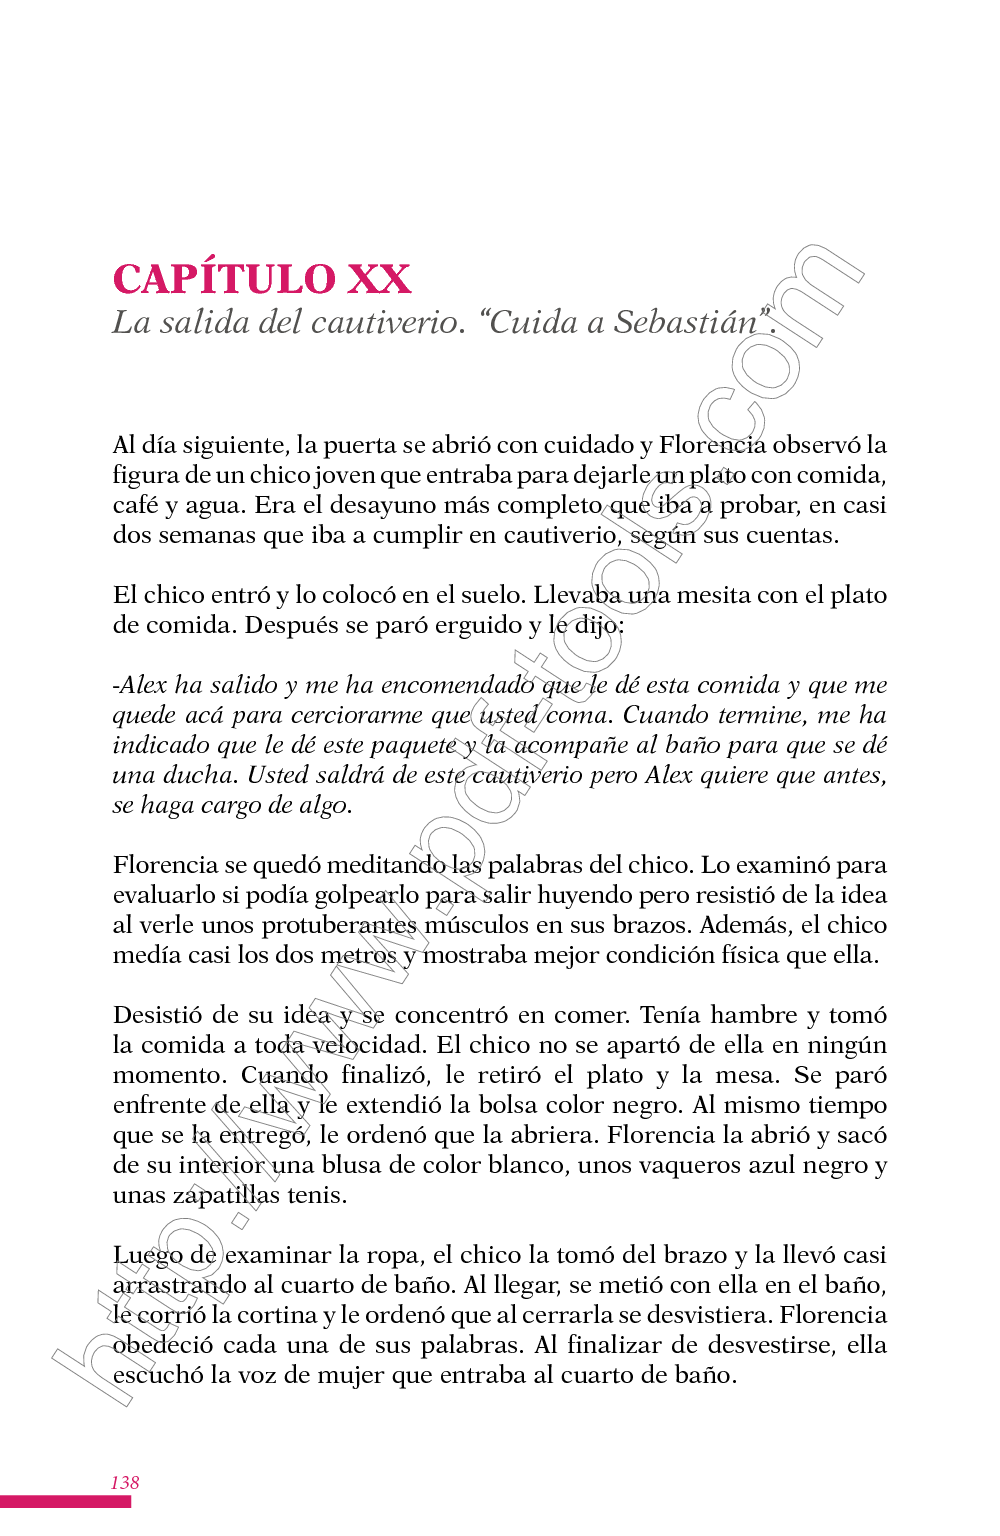 CAPÍTULO XX
La salida del cautiverio. “Cuida a Sebastián”.
Al día siguiente, la puerta se abrió con cuidado y Florencia observó la
figura de un chico joven que entraba para dejarle un plato con comida,
café y agua. Era el desayuno más completo que iba a probar, en casi
dos semanas que iba a cumplir en cautiverio, según sus cuentas.
El chico entró y lo colocó en el suelo. Llevaba una mesita con el plato
de comida. Después se paró erguido y le dijo:
-Alex ha salido y me ha encomendado que le dé esta comida y que me
quede acá para cerciorarme que usted coma. Cuando termine, me ha
indicado que le dé este paquete y la acompañe al baño para que se dé
una ducha. Usted saldrá de este cautiverio pero Alex quiere que antes,
se haga cargo de algo.
Florencia se quedó meditando las palabras del chico. Lo examinó para
evaluarlo si podía golpearlo para salir huyendo pero resistió de la idea
al verle unos protuberantes músculos en sus brazos. Además, el chico
medía casi los dos metros y mostraba mejor condición física que ella.
Desistió de su idea y se concentró en comer. Tenía hambre y tomó
la comida a toda velocidad. El chico no se apartó de ella en ningún
momento. Cuando finalizó, le retiró el plato y la mesa. Se paró
enfrente de ella y le extendió la bolsa color negro. Al mismo tiempo
que se la entregó, le ordenó que la abriera. Florencia la abrió y sacó
de su interior una blusa de color blanco, unos vaqueros azul negro y
unas zapatillas tenis.
Luego de examinar la ropa, el chico la tomó del brazo y la llevó casi
arrastrando al cuarto de baño. Al llegar, se metió con ella en el baño,
le corrió la cortina y le ordenó que al cerrarla se desvistiera. Florencia
obedeció cada una de sus palabras. Al finalizar de desvestirse, ella
escuchó la voz de mujer que entraba al cuarto de baño.
138
http://www.pdf-tools.com